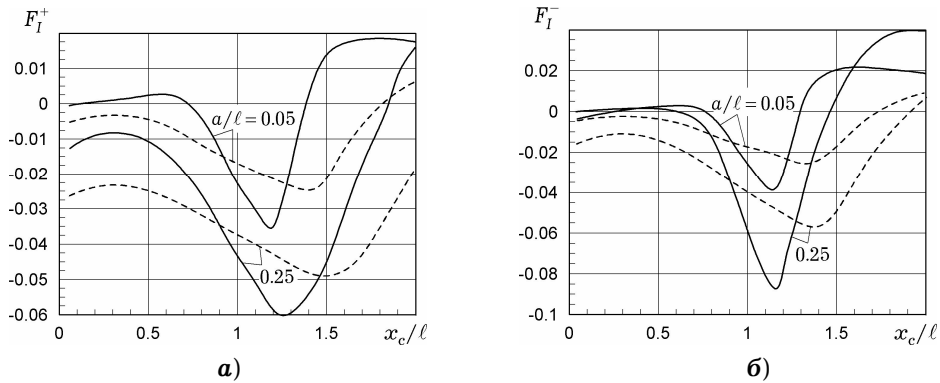 F_I^+
0.01
0
-0.01
-0.02
-0.03
-0.04
-0.05
-0.06
a/ℓ = 0.05
0.25
0 0.5 1 1.5 x_c/ℓ
а)
F_I^-
0.02
0
-0.02
-0.04
-0.06
-0.08
-0.1
a/ℓ = 0.05
0.25
0 0.5 1 1.5 x_c/ℓ
б)